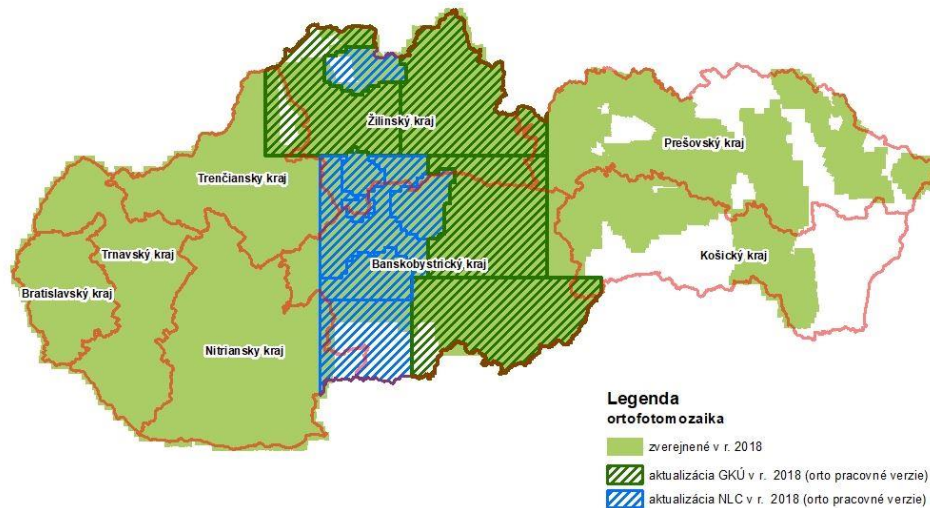 Žilinský kraj
Prešovský kraj
Trenčiansky kraj
Trnavský kraj
Košický kraj
Banskobystrický kraj
Bratislavský kraj
Nitriansky kraj
Legenda
ortofotomozaika
zverejnené v r. 2018
aktualizácia GKÚ v r. 2018 (orto pracovné verzie)
aktualizácia NLC v r. 2018 (orto pracovné verzie)